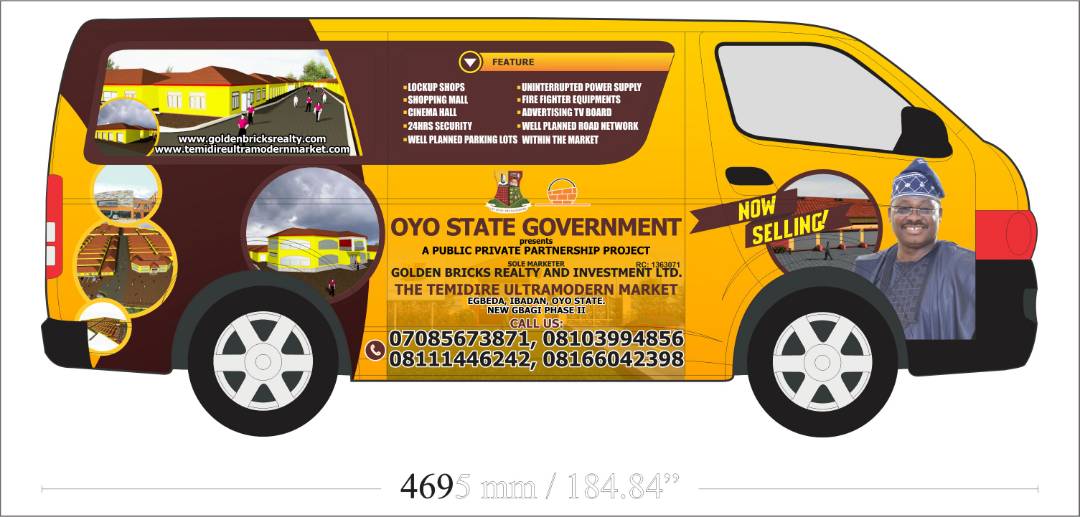 FEATURE
LOCKUP SHOPS
SHOPPING MALL
CINEMA HALL
24HRS SECURITY
WELL PLANNED PARKING LOTS
UNINTERRUPTED POWER SUPPLY
FIRE FIGHTER EQUIPMENTS
ADVERTISING TV BOARD
WELL PLANNED ROAD NETWORK
WITHIN THE MARKET
www.goldenbricksrealty.com
www.temidireultramodernmarket.com
NOW
SELLING!
OYO STATE GOVERNMENT
presents
A PUBLIC PRIVATE PARTNERSHIP PROJECT
SOLE MARKETER
RC: 1363071
GOLDEN BRICKS REALTY AND INVESTMENT LTD.
THE TEMIDIRE ULTRAMODERN MARKET
EGBEDA, IBADAN, OYO STATE.
NEW GBAGI PHASE II
CALL US:
07085673871, 08103994856
08111446242, 08166042398
4695 mm / 184.84”